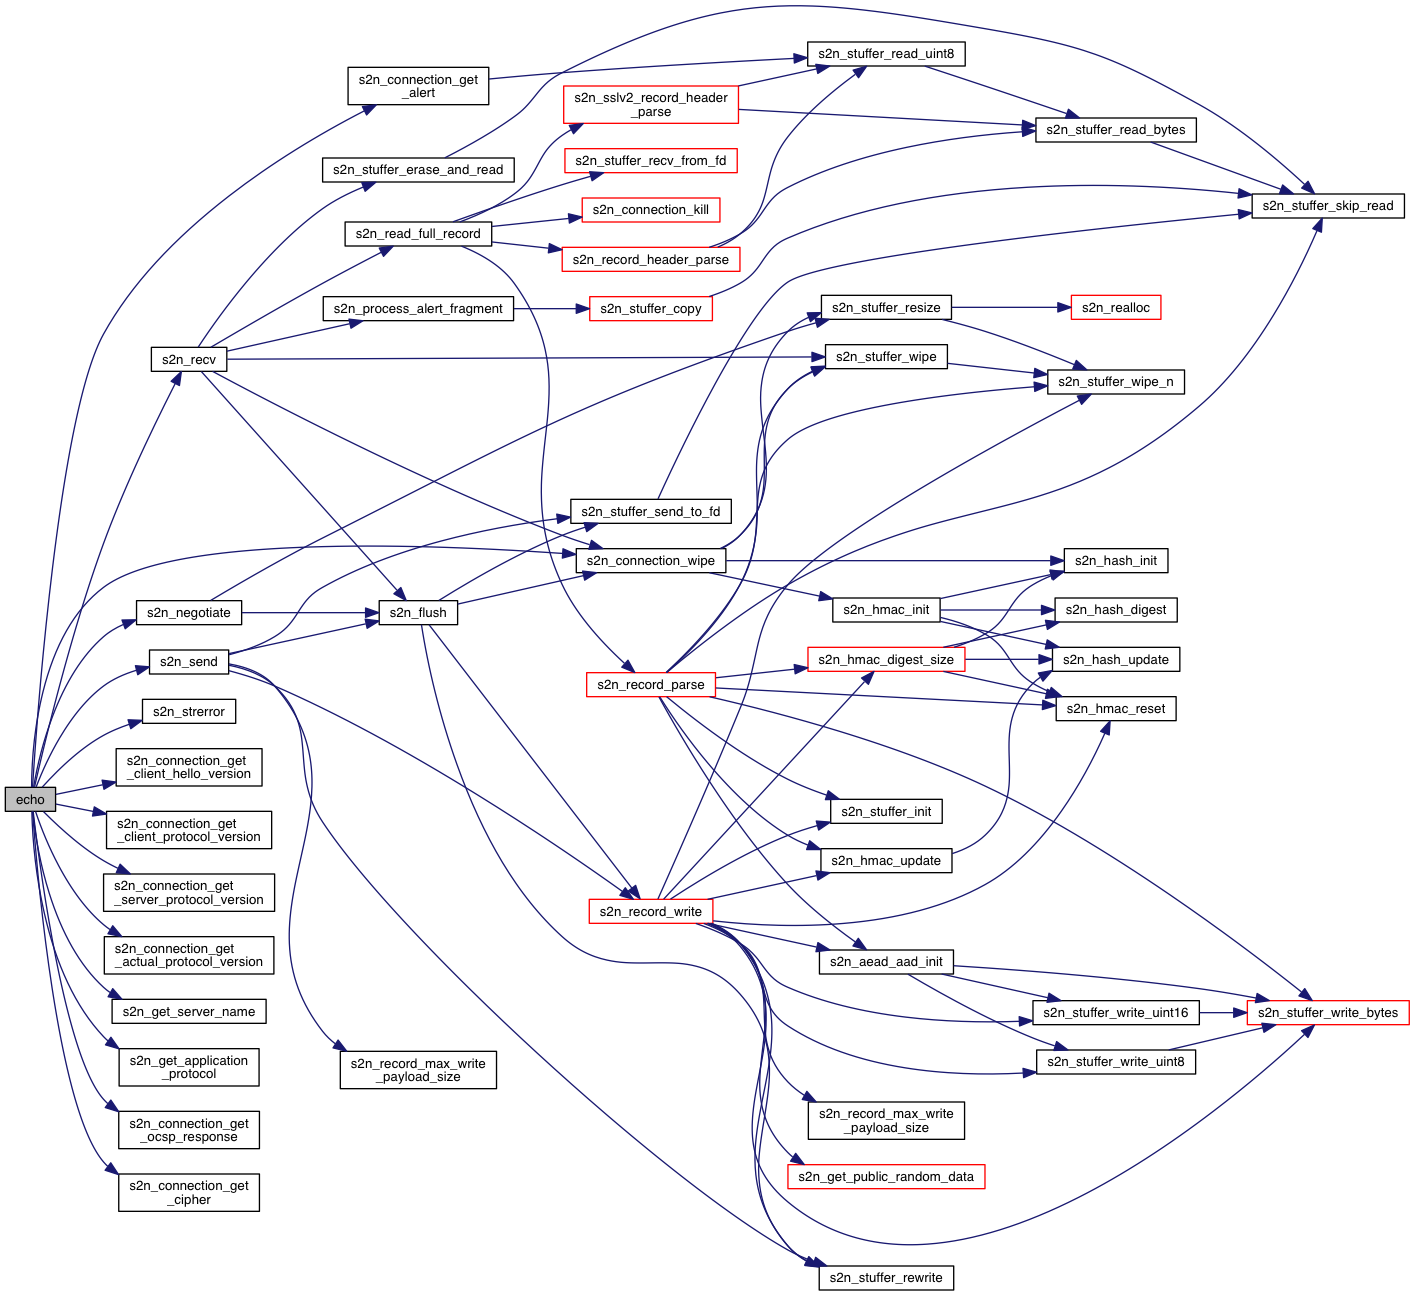 echo
s2n_connection_get
_alert
s2n_stuffer_erase_and_read
s2n_read_full_record
s2n_process_alert_fragment
s2n_recv
s2n_negotiate
s2n_send
s2n_strerror
s2n_connection_get
_client_hello_version
s2n_connection_get
_client_protocol_version
s2n_connection_get
_server_protocol_version
s2n_connection_get
_actual_protocol_version
s2n_get_server_name
s2n_get_application
_protocol
s2n_connection_get
_ocsp_response
s2n_connection_get
_cipher
s2n_flush
s2n_record_max_write
_payload_size
s2n_sslv2_record_header
_parse
s2n_stuffer_recv_from_fd
s2n_connection_kill
s2n_record_header_parse
s2n_stuffer_copy
s2n_stuffer_send_to_fd
s2n_connection_wipe
s2n_record_parse
s2n_record_write
s2n_stuffer_read_uint8
s2n_stuffer_resize
s2n_stuffer_wipe
s2n_hmac_init
s2n_hmac_digest_size
s2n_stuffer_init
s2n_hmac_update
s2n_aead_aad_init
s2n_record_max_write
_payload_size
s2n_get_public_random_data
s2n_stuffer_rewrite
s2n_stuffer_read_bytes
s2n_realloc
s2n_stuffer_wipe_n
s2n_hash_init
s2n_hash_digest
s2n_hash_update
s2n_hmac_reset
s2n_stuffer_write_uint16
s2n_stuffer_write_uint8
s2n_stuffer_skip_read
s2n_stuffer_write_bytes